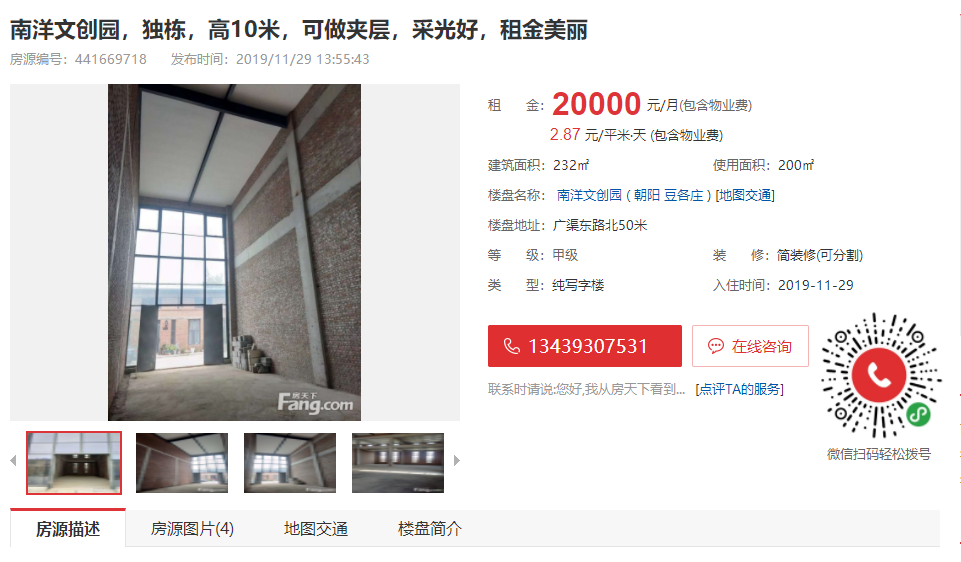 南洋文创园，独栋，高10米，可做夹层，采光好，租金美丽
房源编号：441669718 发布时间：2019/11/29 13:55:43
租 金：20000 元/月(包含物业费)
2.87 元/平米·天 (包含物业费)
建筑面积：232㎡ 使用面积：200㎡
楼盘名称：南洋文创园 ( 朝阳 豆各庄 ) [地图交通]
楼盘地址：广渠东路北50米
等 级：甲级 装 修：简装修(可分割)
类 型：纯写字楼 入住时间：2019-11-29
13439307531 在线咨询
联系时请说:您好,我从房天下看到... [点评TA的服务]
房天下
Fang.com
微信扫码轻松拨号
房源描述 房源图片(4) 地图交通 楼盘简介